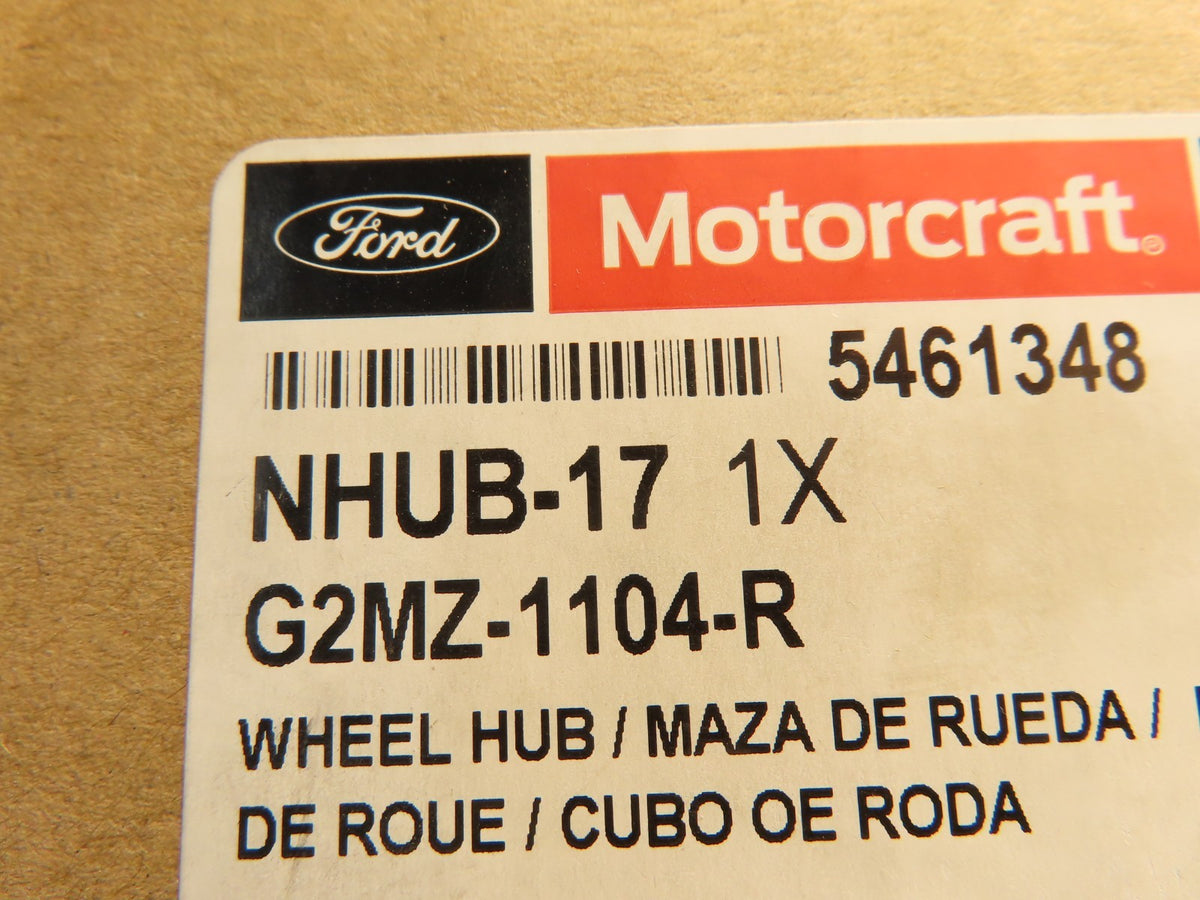 Ford Motorcraft®
5461348
NHUB-17 1X
G2MZ-1104-R
WHEEL HUB / MAZA DE RUEDA /
DE ROUE / CUBO OE RODA